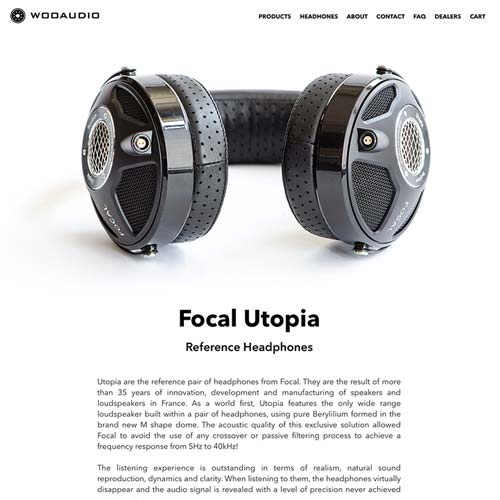 WOOAUDIO
PRODUCTS HEADPHONES ABOUT CONTACT FAQ DEALERS CART
FOCAL
FOCAL
Focal Utopia
Reference Headphones
Utopia are the reference pair of headphones from Focal. They are the result of more
than 35 years of innovation, development and manufacturing of speakers and
loudspeakers in France. As a world first, Utopia features the only wide range
loudspeaker built within a pair of headphones, using pure Berylilium formed in the
brand new M shape dome. The acoustic quality of this exclusive solution allowed
Focal to avoid the use of any crossover or passive filtering process to achieve a
frequency response from 5Hz to 40kHz!
The listening experience is outstanding in terms of realism, natural sound
reproduction, dynamics and clarity. When listening to them, the headphones virtually
disappear and the audio signal is revealed with a level of precision never achieved